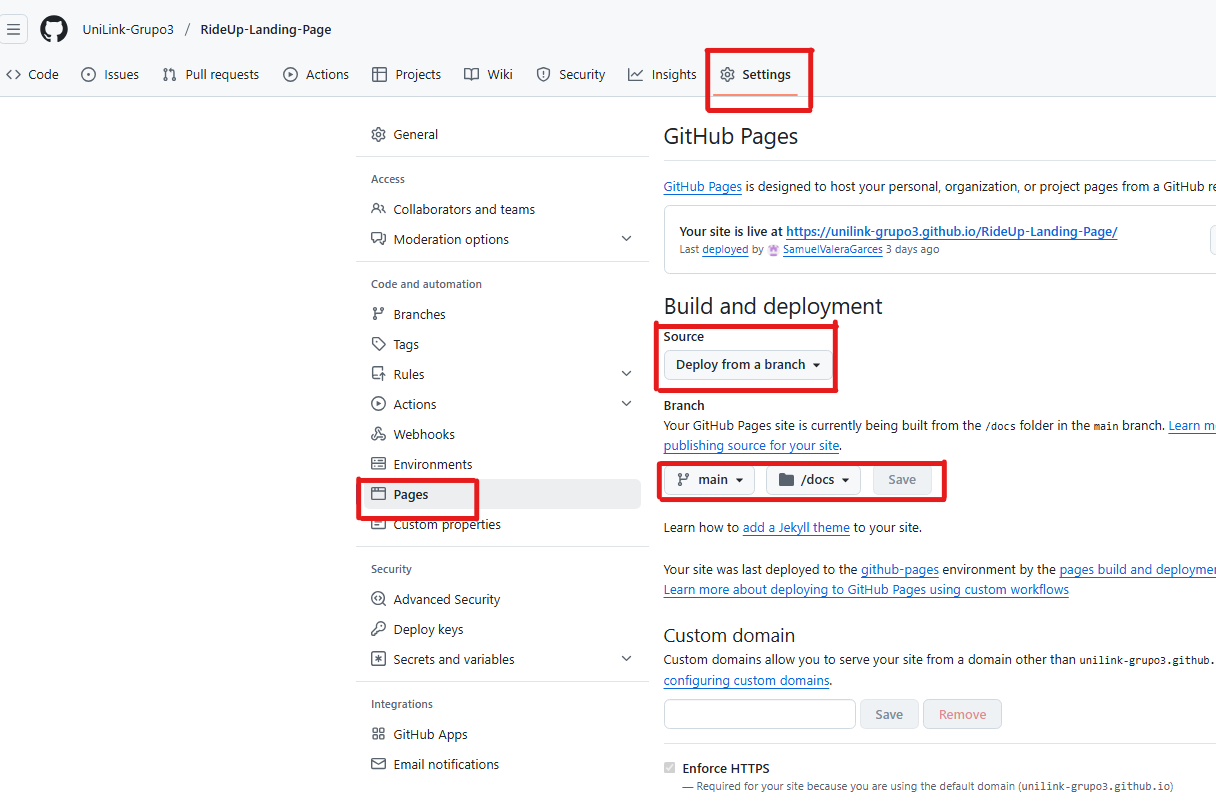 UniLink-Grupo3 / RideUp-Landing-Page
Code Issues Pull requests Actions Projects Wiki Security Insights Settings
General
Access
Collaborators and teams
Moderation options
Code and automation
Branches
Tags
Rules
Actions
Webhooks
Environments
Pages
Custom properties
Security
Advanced Security
Deploy keys
Secrets and variables
Integrations
GitHub Apps
Email notifications
GitHub Pages
GitHub Pages is designed to host your personal, organization, or project pages from a GitHub
Your site is live at https://unilink-grupo3.github.io/RideUp-Landing-Page/
Last deployed by SamuelValeraGarces 3 days ago
Build and deployment
Source
Deploy from a branch
Branch
Your GitHub Pages site is currently being built from the /docs folder in the main branch. Learn
publishing source for your site.
main /docs Save
Learn how to add a Jekyll theme to your site.
Your site was last deployed to the github-pages environment by the pages build and deploymen
Learn more about deploying to GitHub Pages using custom workflows
Custom domain
Custom domains allow you to serve your site from a domain other than unilink-grupo3.github.
configuring custom domains.
Save Remove
Enforce HTTPS
— Required for your site because you are using the default domain (unilink-grupo3.github.io)